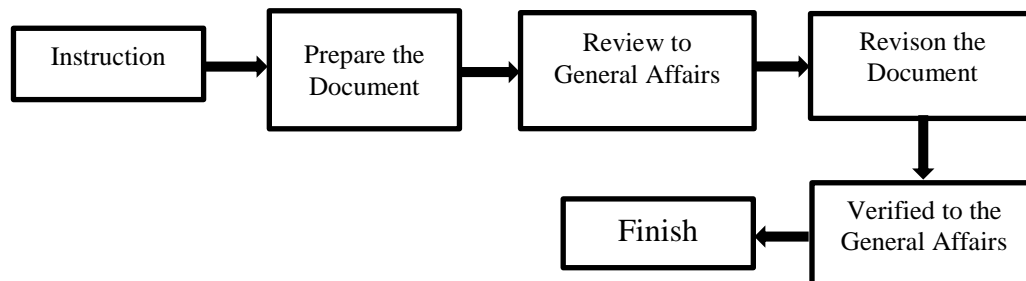 Instruction
Prepare the
Document
Review to
General Affairs
Revison the
Document
Verified to the
General Affairs
Finish